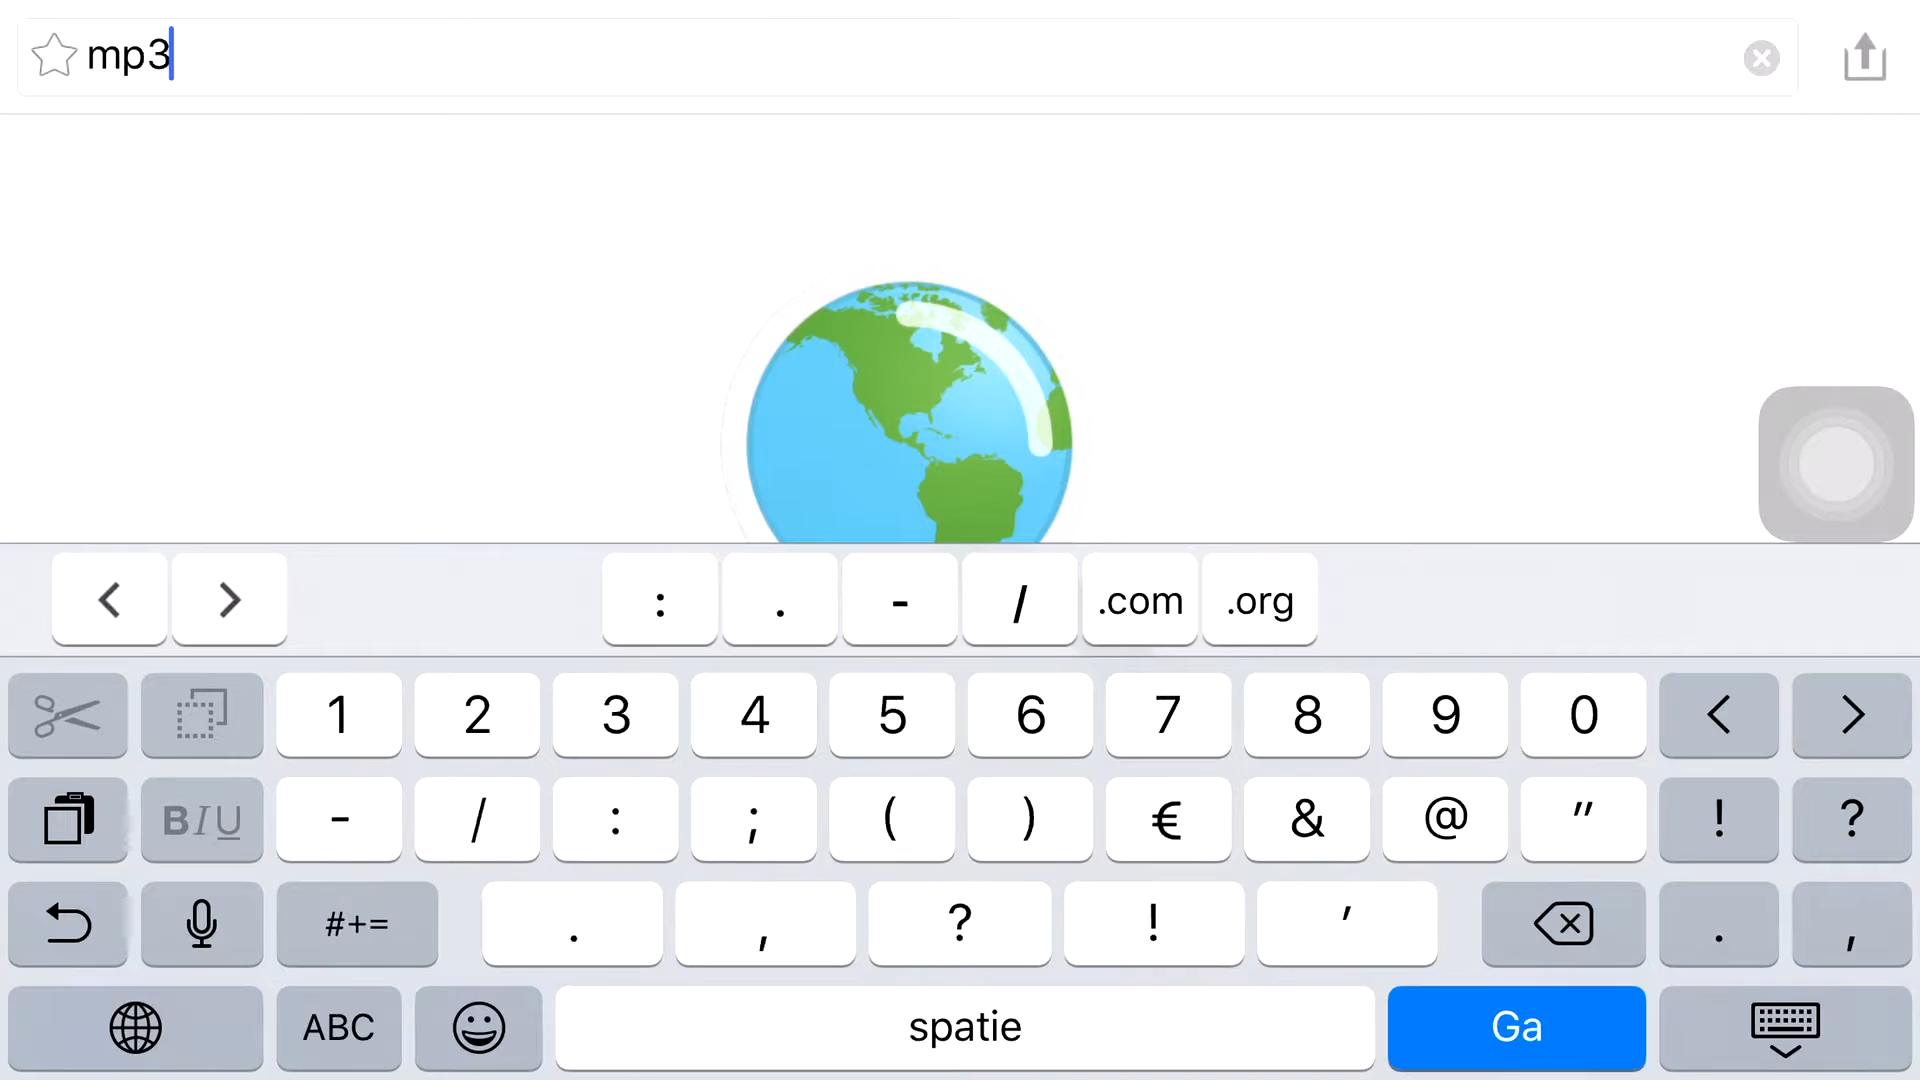 mp3
: . - / .com .org
1 2 3 4 5 6 7 8 9 0
BIU - / : ; ( ) € & @ " ! ?
#+= . , ? ! ' . ,
ABC spatie Ga